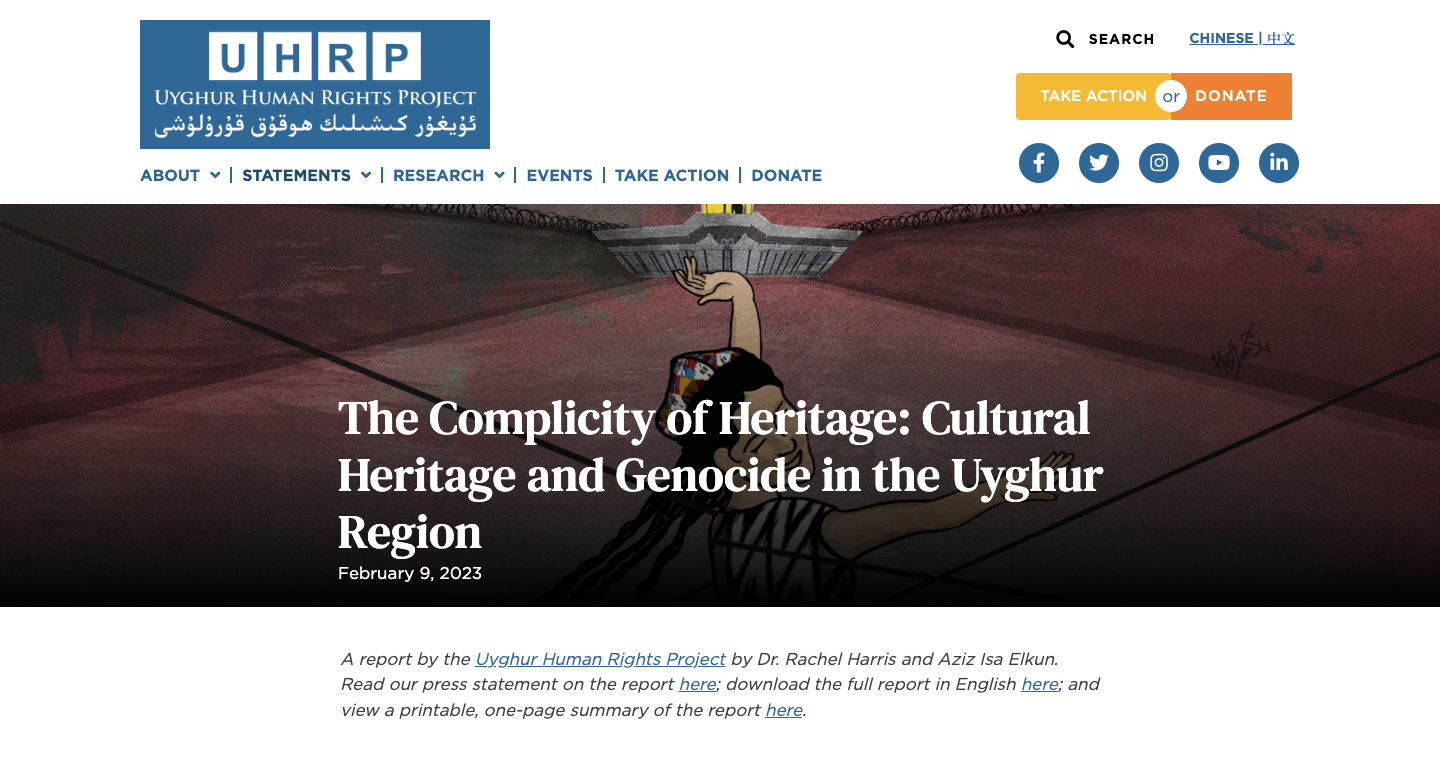 UHRP
UYGHUR HUMAN RIGHTS PROJECT
ئۇيغۇر كىشىلىك هوقۇق قۇرۇلۇشى
SEARCH
CHINESE | 中文
TAKE ACTION or DONATE
ABOUT | STATEMENTS | RESEARCH | EVENTS | TAKE ACTION | DONATE
The Complicity of Heritage: Cultural
Heritage and Genocide in the Uyghur
Region
February 9, 2023
A report by the Uyghur Human Rights Project by Dr. Rachel Harris and Aziz Isa Elkun.
Read our press statement on the report here; download the full report in English here; and
view a printable, one-page summary of the report here.